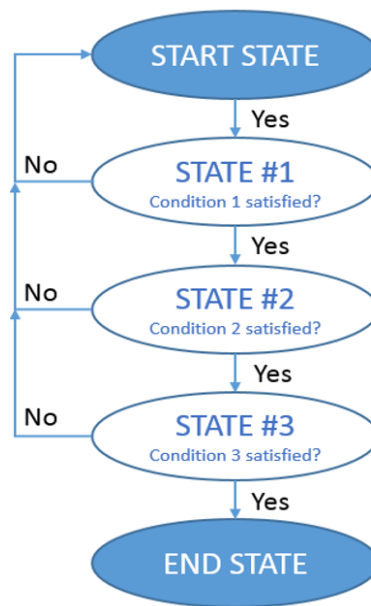 START STATE
Yes
No
STATE #1
Condition 1 satisfied?
Yes
No
STATE #2
Condition 2 satisfied?
Yes
No
STATE #3
Condition 3 satisfied?
Yes
END STATE